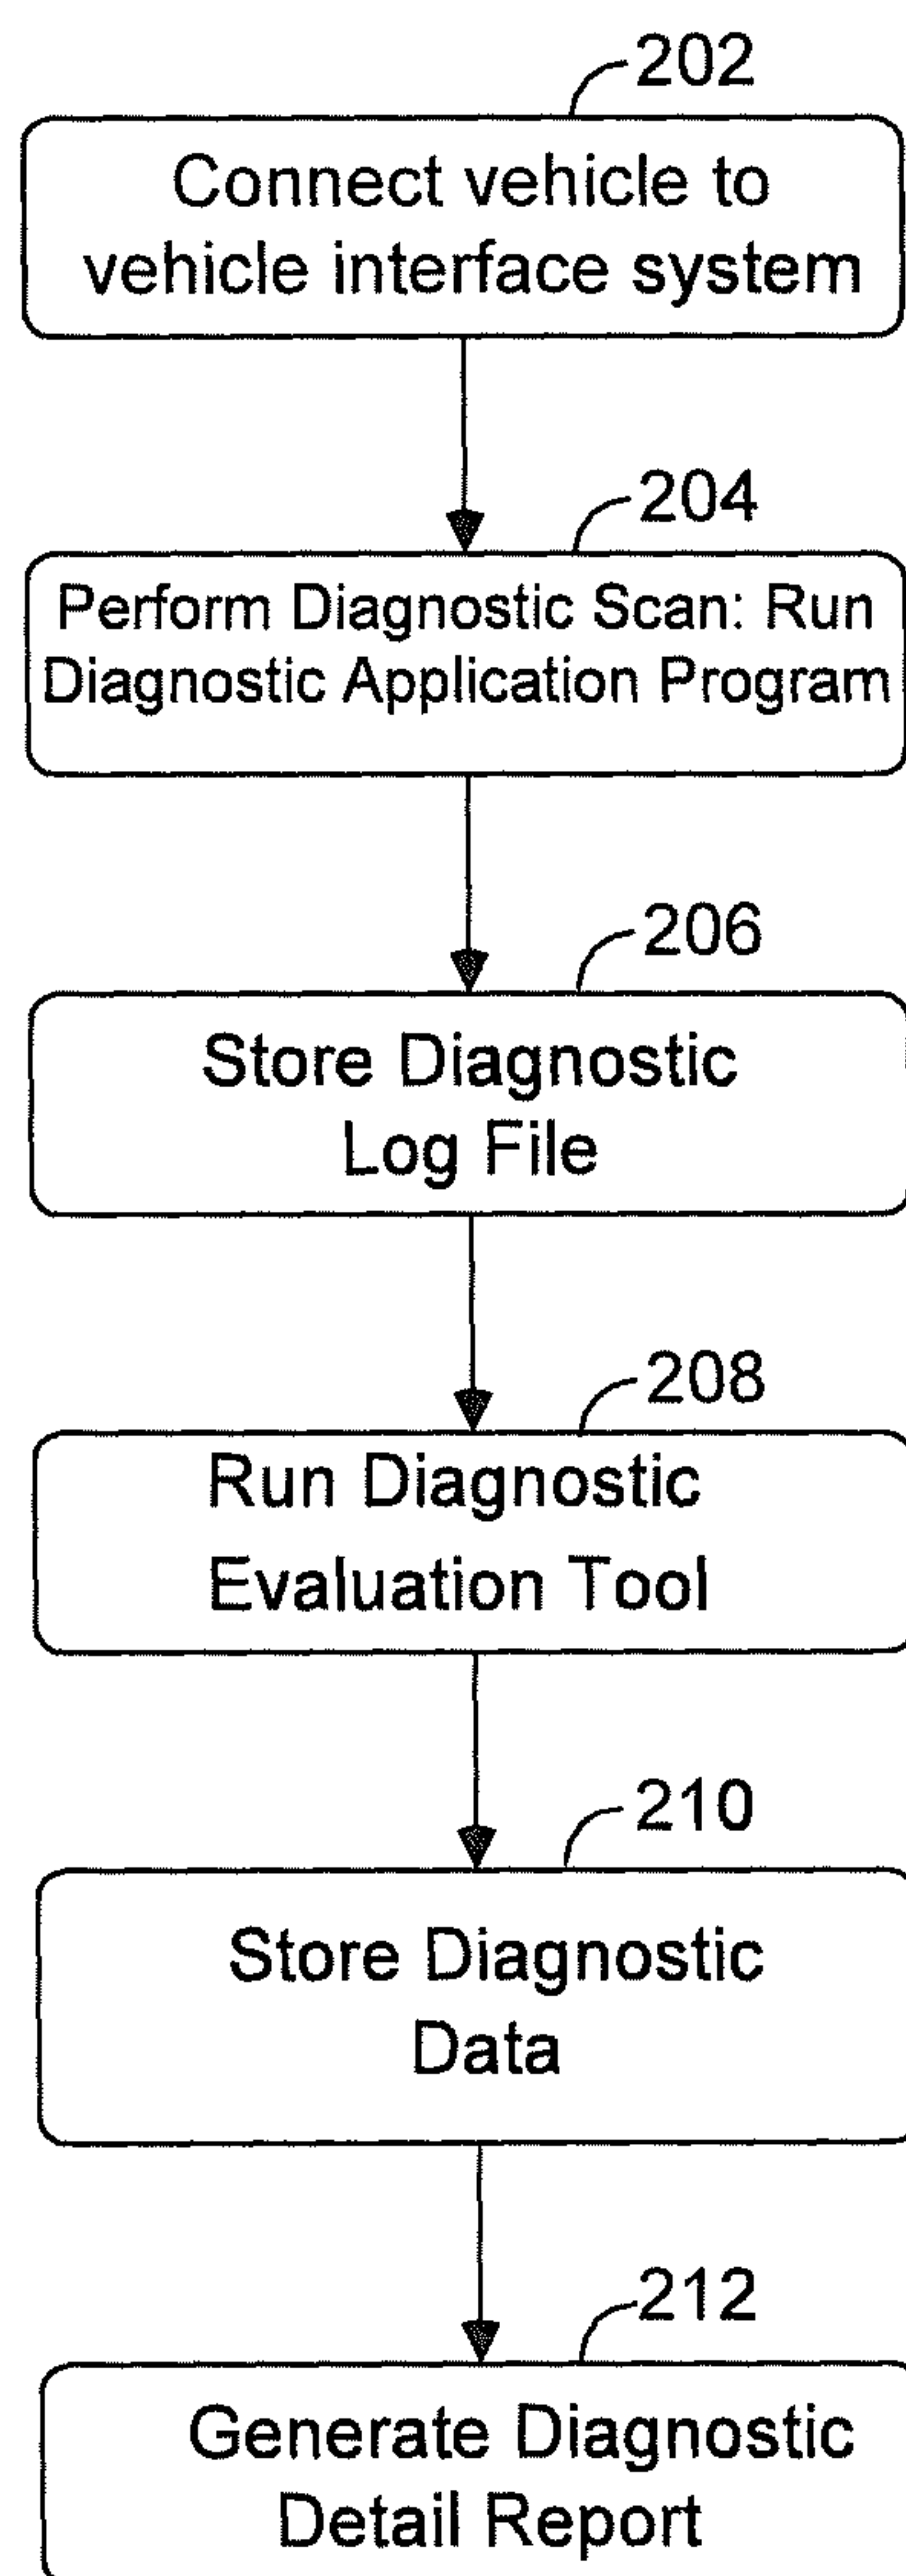 202
Connect vehicle to
vehicle interface system
204
Perform Diagnostic Scan: Run
Diagnostic Application Program
206
Store Diagnostic
Log File
208
Run Diagnostic
Evaluation Tool
210
Store Diagnostic
Data
212
Generate Diagnostic
Detail Report